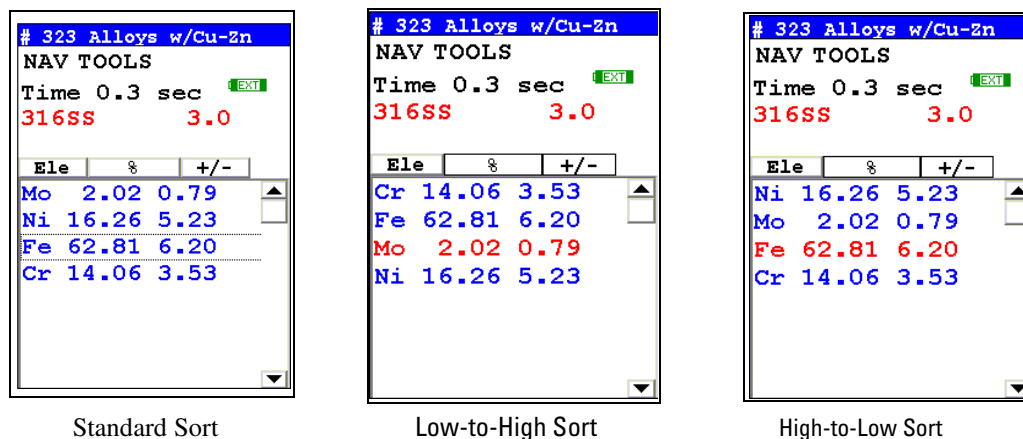 # 323 Alloys w/Cu-Zn
NAV TOOLS
Time 0.3 sec EXT
316SS 3.0
Ele % +/-
Mo 2.02 0.79
Ni 16.26 5.23
Fe 62.81 6.20
Cr 14.06 3.53
Standard Sort
# 323 Alloys w/Cu-Zn
NAV TOOLS
Time 0.3 sec EXT
316SS 3.0
Ele % +/-
Cr 14.06 3.53
Fe 62.81 6.20
Mo 2.02 0.79
Ni 16.26 5.23
Low-to-High Sort
# 323 Alloys w/Cu-Zn
NAV TOOLS
Time 0.3 sec EXT
316SS 3.0
Ele % +/-
Ni 16.26 5.23
Mo 2.02 0.79
Fe 62.81 6.20
Cr 14.06 3.53
High-to-Low Sort